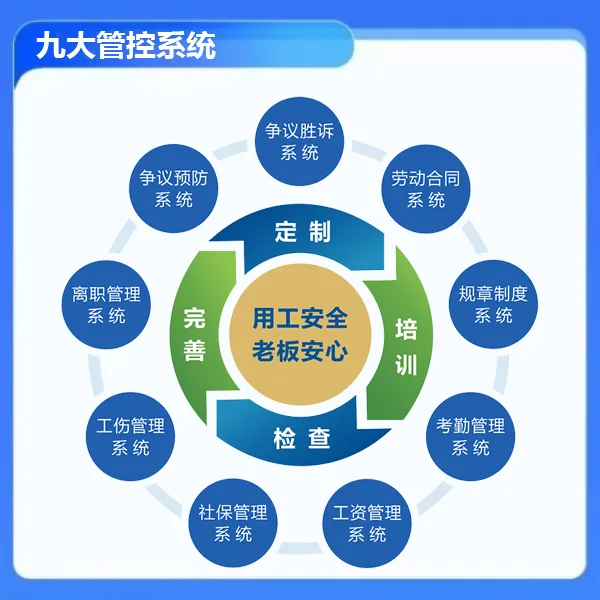 九大管控系统
争议胜诉
系统
劳动合同
系统
规章制度
系统
考勤管理
系统
工资管理
系统
社保管理
系统
工伤管理
系统
离职管理
系统
争议预防
系统
定制
培训
检查
完善
用工安全
老板安心